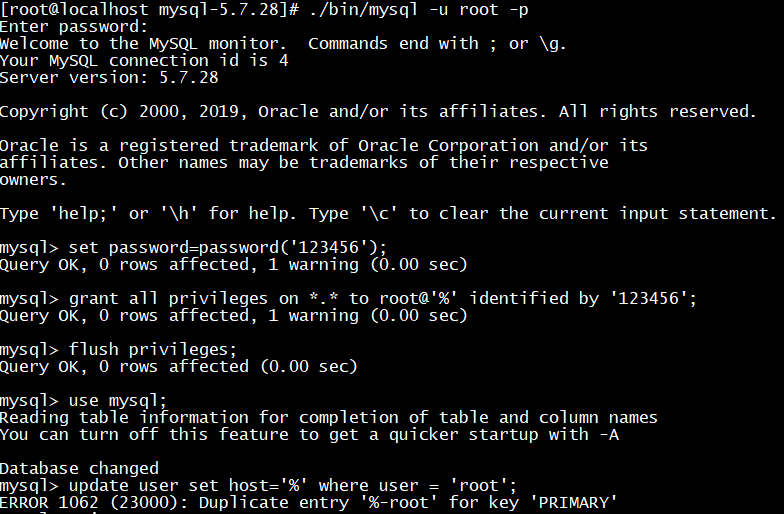 [root@localhost mysql-5.7.28]# ./bin/mysql -u root -p
Enter password:
Welcome to the MySQL monitor.  Commands end with ; or \g.
Your MySQL connection id is 4
Server version: 5.7.28
Copyright (c) 2000, 2019, Oracle and/or its affiliates. All rights reserved.
Oracle is a registered trademark of Oracle Corporation and/or its
affiliates. Other names may be trademarks of their respective
owners.
Type 'help;' or '\h' for help. Type '\c' to clear the current input statement.
mysql> set password=password('123456');
Query OK, 0 rows affected, 1 warning (0.00 sec)
mysql> grant all privileges on *.* to root@'%' identified by '123456';
Query OK, 0 rows affected, 1 warning (0.00 sec)
mysql> flush privileges;
Query OK, 0 rows affected (0.00 sec)
mysql> use mysql;
Reading table information for completion of table and column names
You can turn off this feature to get a quicker startup with -A
Database changed
mysql> update user set host='%' where user = 'root';
ERROR 1062 (23000): Duplicate entry '%-root' for key 'PRIMARY'